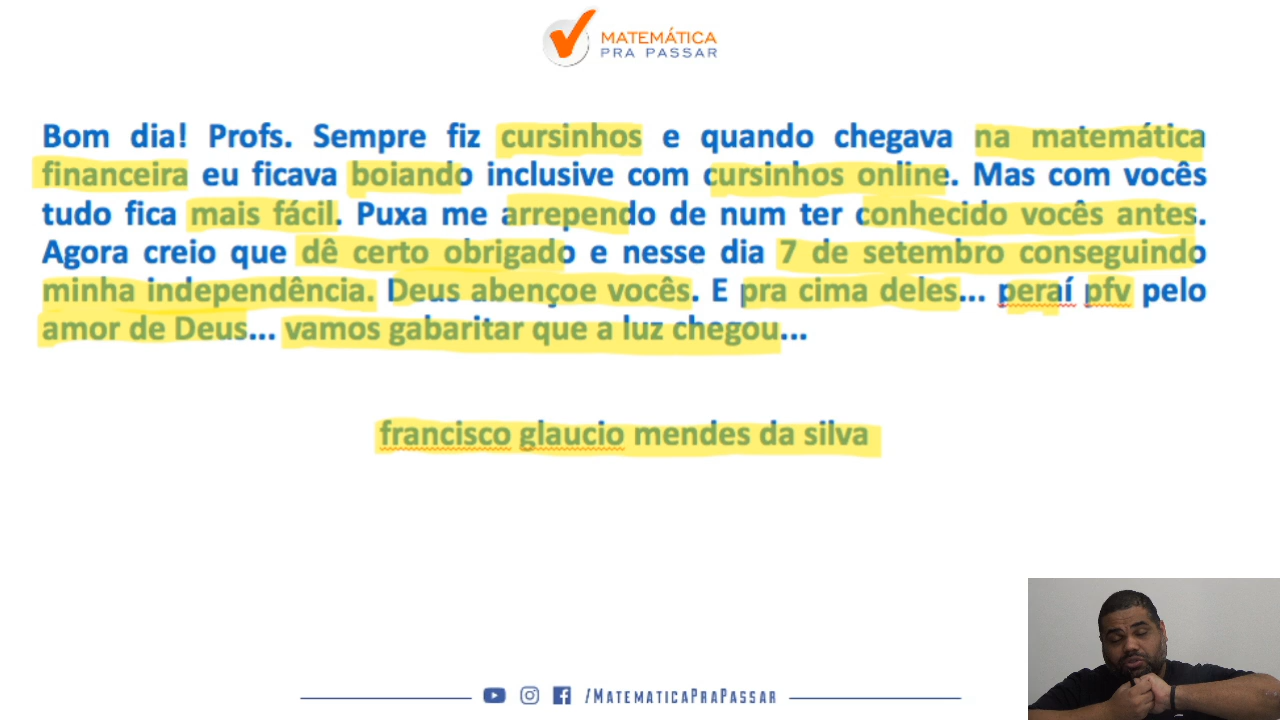 MATEMÁTICA
PRA PASSAR
Bom dia! Profs. Sempre fiz cursinhos e quando chegava na matemática
financeira eu ficava boiando inclusive com cursinhos online. Mas com vocês
tudo fica mais fácil. Puxa me arrependo de num ter conhecido vocês antes.
Agora creio que dê certo obrigado e nesse dia 7 de setembro conseguindo
minha independência. Deus abençoe vocês. E pra cima deles... peraí pfv pelo
amor de Deus... vamos gabaritar que a luz chegou...
francisco glaucio mendes da silva
/MatematicaPraPassar